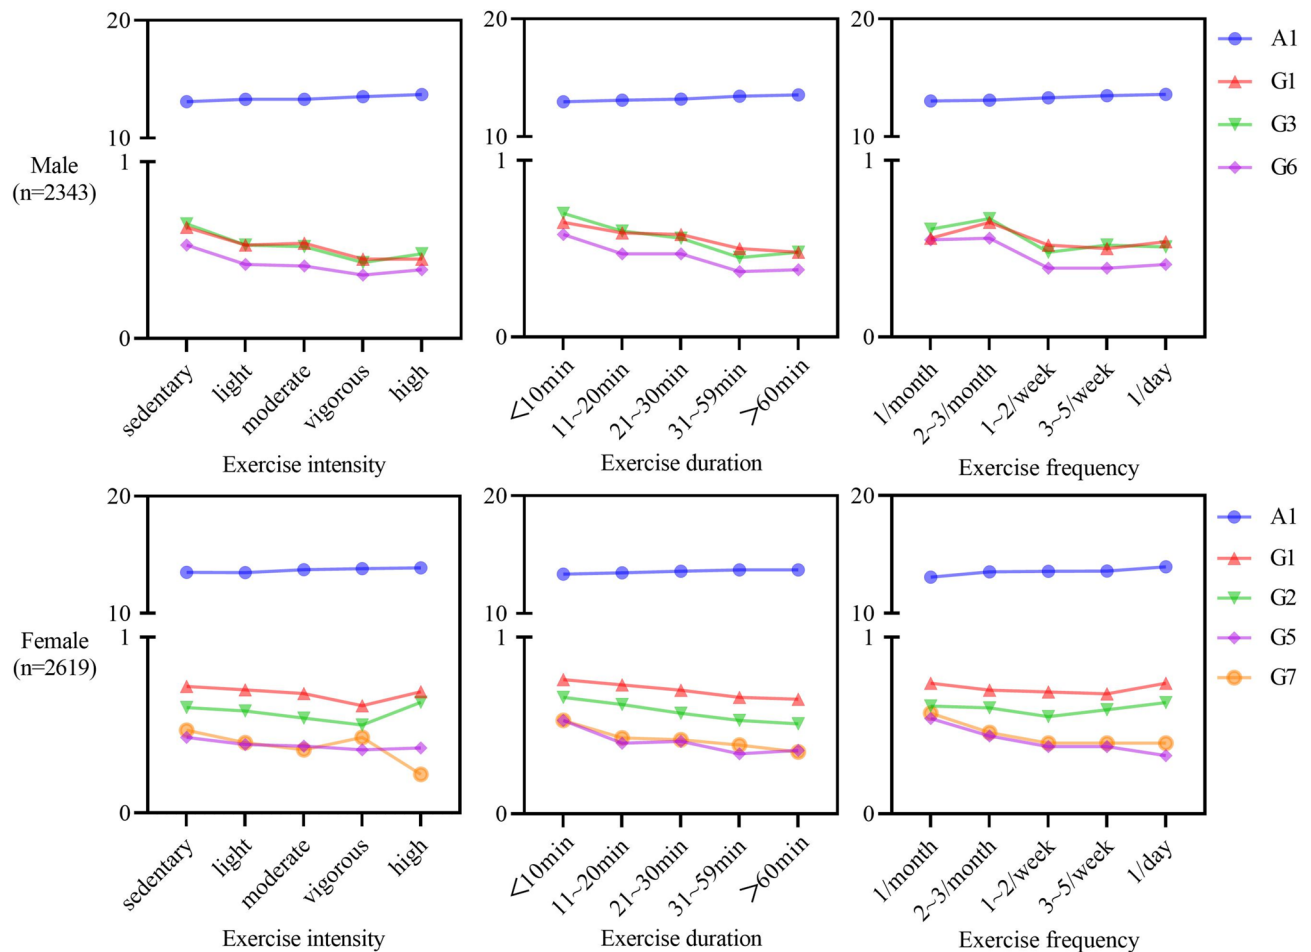 20
10
1
0
Male
(n=2343)
sedentary
light
moderate
vigorous
high
Exercise intensity
20
10
1
0
<10min
11~20min
21~30min
31~59min
>60min
Exercise duration
20
10
1
0
1/month
2~3/month
1~2/week
3~5/week
1/day
Exercise frequency
A1
G1
G3
G6
20
10
1
0
Female
(n=2619)
sedentary
light
moderate
vigorous
high
Exercise intensity
20
10
1
0
<10min
11~20min
21~30min
31~59min
>60min
Exercise duration
20
10
1
0
1/month
2~3/month
1~2/week
3~5/week
1/day
Exercise frequency
A1
G1
G2
G5
G7